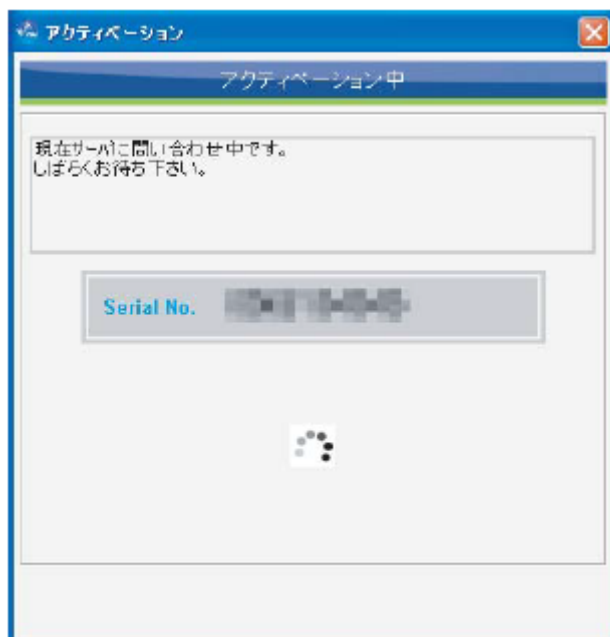 アクティベーション
アクティベーション中
現在サーバに問い合わせ中です。
しばらくお待ち下さい。
Serial No.